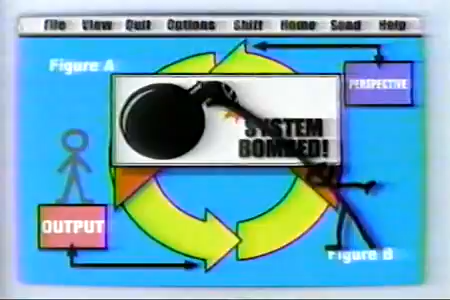 File View Quit Options Shift Home Send Help
Figure A
PERSPECTIVE
SYSTEM
BOMBED!
OUTPUT
Figure B